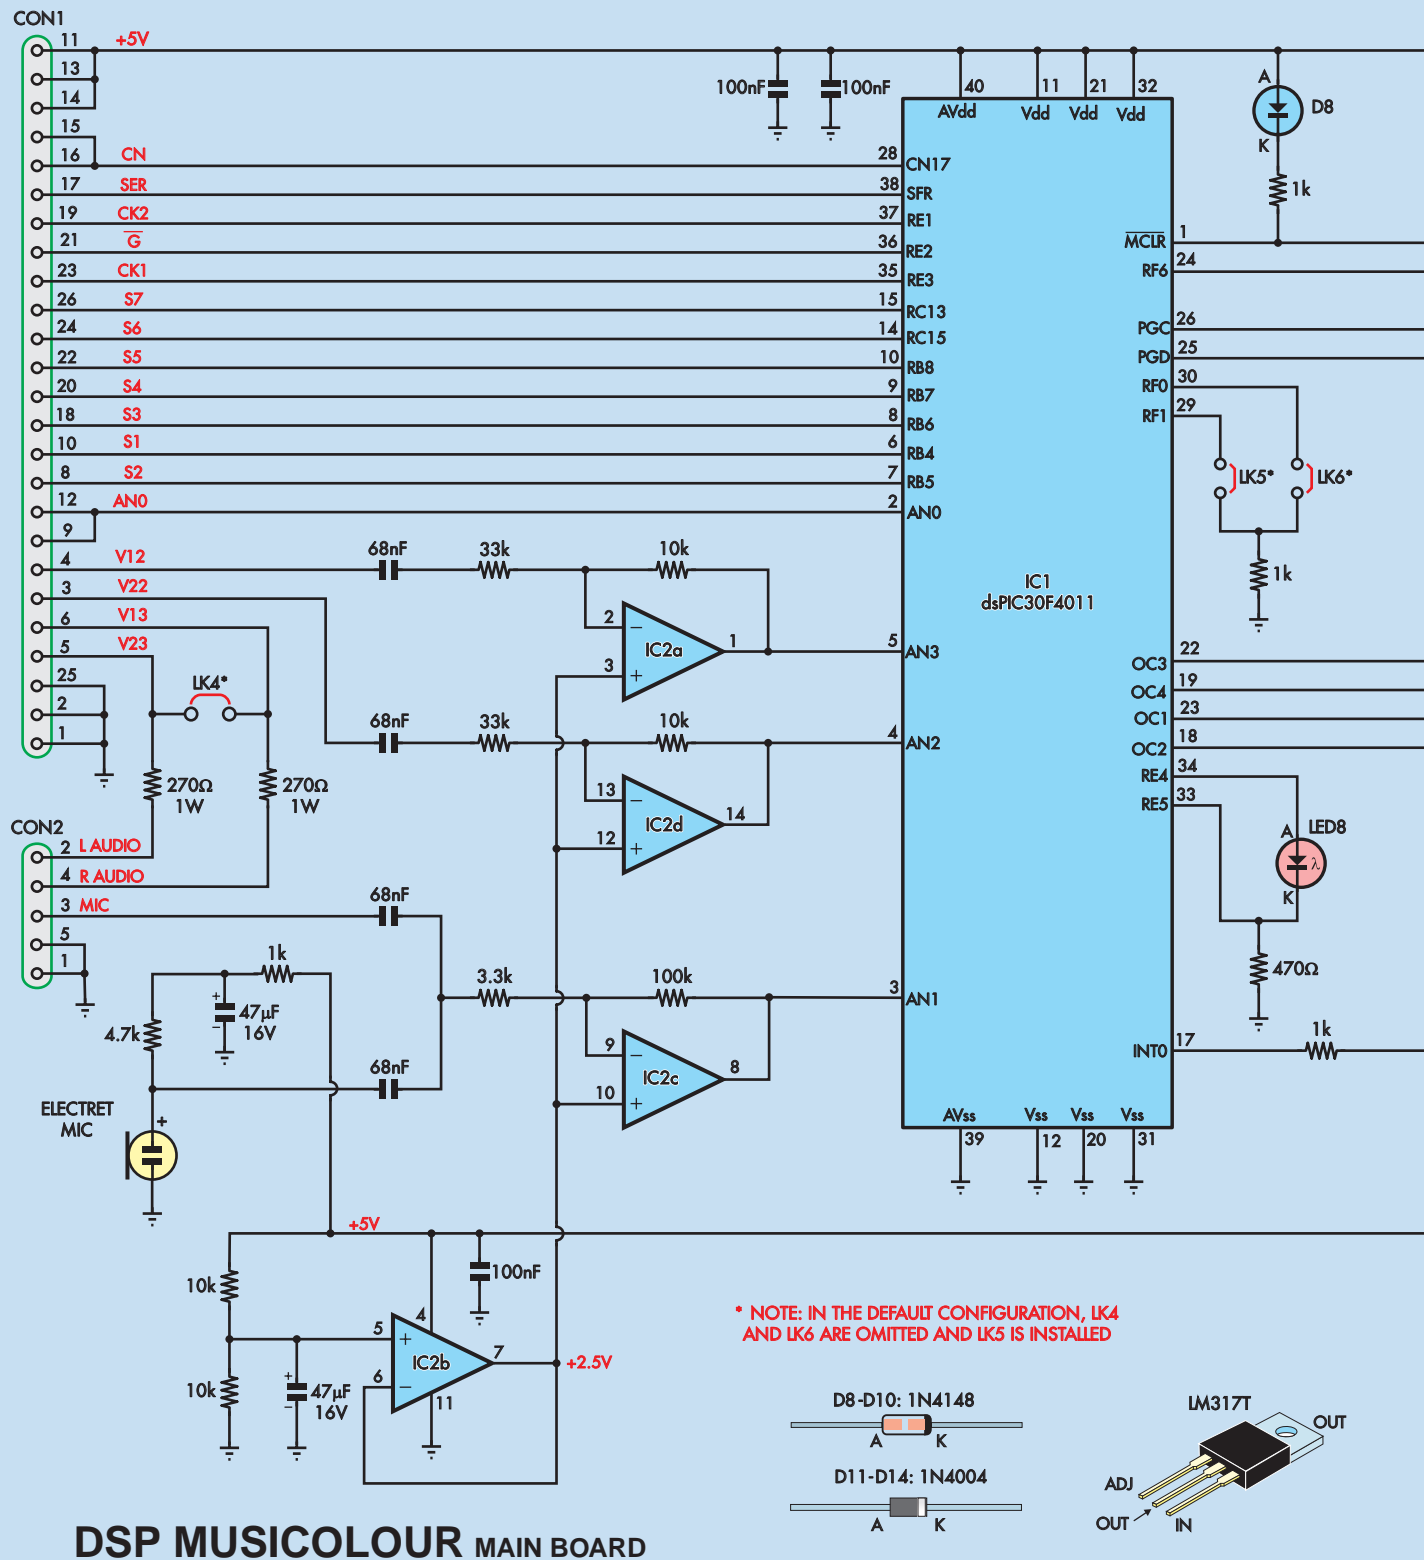 CON1
11 +5V
13
14
15
16 CN
17 SER
19 CK2
21 G
23 CK1
26 S7
24 S6
22 S5
20 S4
18 S3
10 S1
8 S2
12 AN0
9
4 V12
3 V22
6 V13
5 V23
25
2
1
LK4*
270Ω
1W
270Ω
1W
CON2
2 L AUDIO
4 R AUDIO
3 MIC
5
1
1k
+
47µF
–
16V
4.7k
ELECTRET
MIC
+
68nF
33k
10k
2
–
3
+
IC2a
1
68nF
33k
10k
13
–
12
+
IC2d
14
68nF
3.3k
100k
68nF
9
–
10
+
IC2c
8
+5V
10k
10k
+
47µF
–
16V
100nF
4
5
+
6
–
IC2b
7
11
+2.5V
100nF
100nF
40
AVdd
11
Vdd
21
Vdd
32
Vdd
28 CN17
38 SFR
37 RE1
36 RE2
35 RE3
15 RC13
14 RC15
10 RB8
9 RB7
8 RB6
6 RB4
7 RB5
2 AN0
5 AN3
4 AN2
3 AN1
IC1
dsPIC30F4011
MCLR 1
RF6 24
PGC 26
PGD 25
RF0 30
RF1 29
OC3 22
OC4 19
OC1 23
OC2 18
RE4 34
RE5 33
INT0 17
AVss
39
Vss
12
Vss
20
Vss
31
A
D8
K
1k
LK5*
LK6*
1k
A
LED8
λ
K
470Ω
1k
* NOTE: IN THE DEFAULT CONFIGURATION, LK4
AND LK6 ARE OMITTED AND LK5 IS INSTALLED
D8-D10: 1N4148
A K
D11-D14: 1N4004
A K
LM317T
OUT
ADJ
OUT
IN
DSP MUSICOLOUR MAIN BOARD